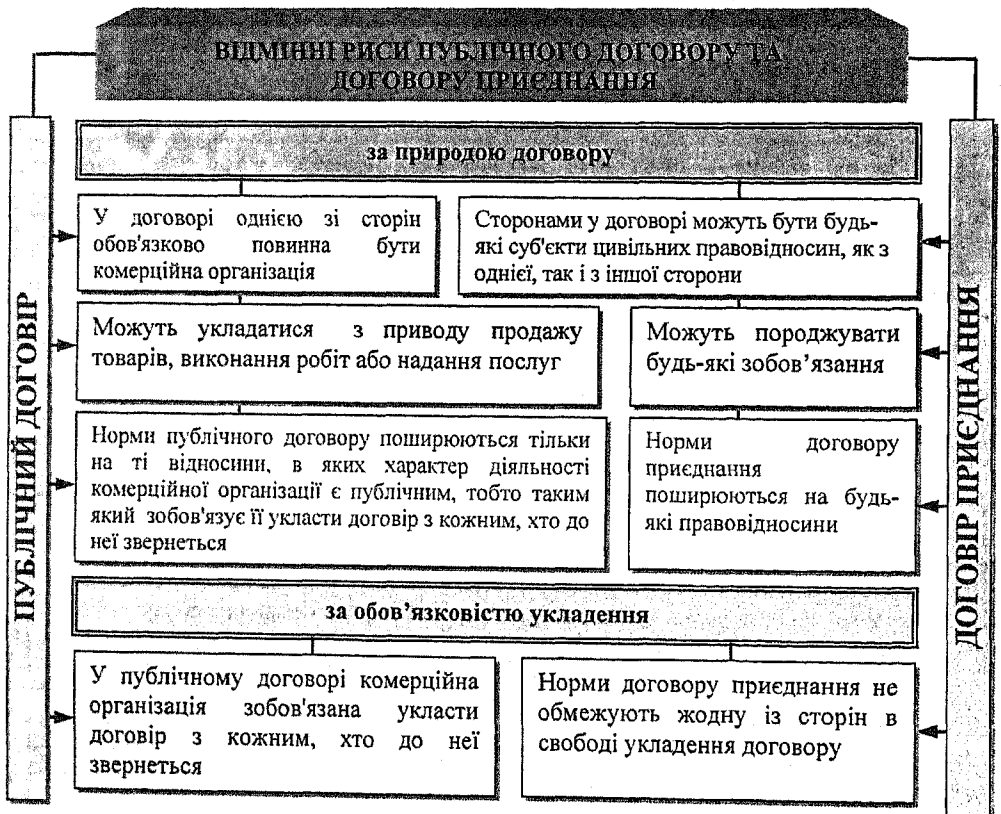 ВІДМІННІ РИСИ ПУБЛІЧНОГО ДОГОВОРУ ТА
ДОГОВОРУ ПРИЄДНАННЯ
за природою договору
ПУБЛІЧНИЙ ДОГОВІР
У договорі однією зі сторін
обов'язково повинна бути
комерційна організація
Сторонами у договорі можуть бути будь-
які суб'єкти цивільних правовідносин, як з
однієї, так і з іншої сторони
Можуть укладатися з приводу продажу
товарів, виконання робіт або надання послуг
Можуть породжувати
будь-які зобов’язання
Норми публічного договору поширюються тільки
на ті відносини, в яких характер діяльності
комерційної організації є публічним, тобто таким
який зобов'язує її укласти договір з кожним, хто до
неї звернеться
Норми договору
приєднання
поширюються на будь-
які правовідносини
ДОГОВІР ПРИЄДНАННЯ
за обов’язковістю укладення
У публічному договорі комерційна
організація зобов'язана укласти
договір з кожним, хто до неї
звернеться
Норми договору приєднання не
обмежують жодну із сторін в
свободі укладення договору